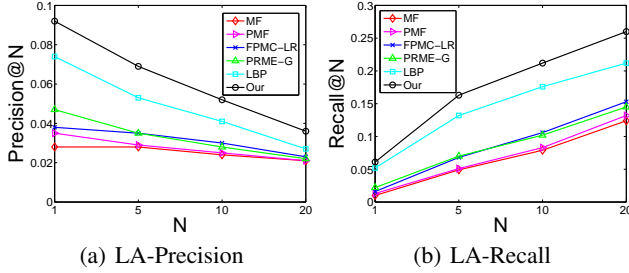 0.1
0.08
0.06
0.04
0.02
0
1
5
10
20
Precision@N
N
MF
PMF
FPMC-LR
PRME-G
LBP
Our
(a) LA-Precision
0.3
0.25
0.2
0.15
0.1
0.05
0
1
5
10
20
Recall@N
N
MF
PMF
FPMC-LR
PRME-G
LBP
Our
(b) LA-Recall